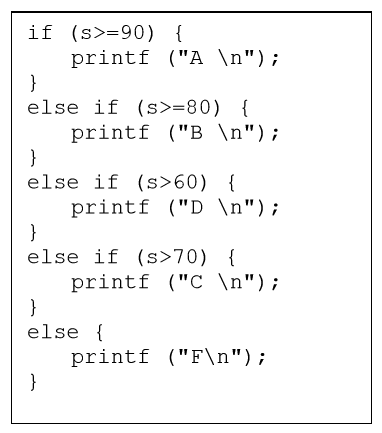 if (s>=90) {
    printf ("A \n");
}
else if (s>=80) {
    printf ("B \n");
}
else if (s>60) {
    printf ("D \n");
}
else if (s>70) {
    printf ("C \n");
}
else {
    printf ("F\n");
}